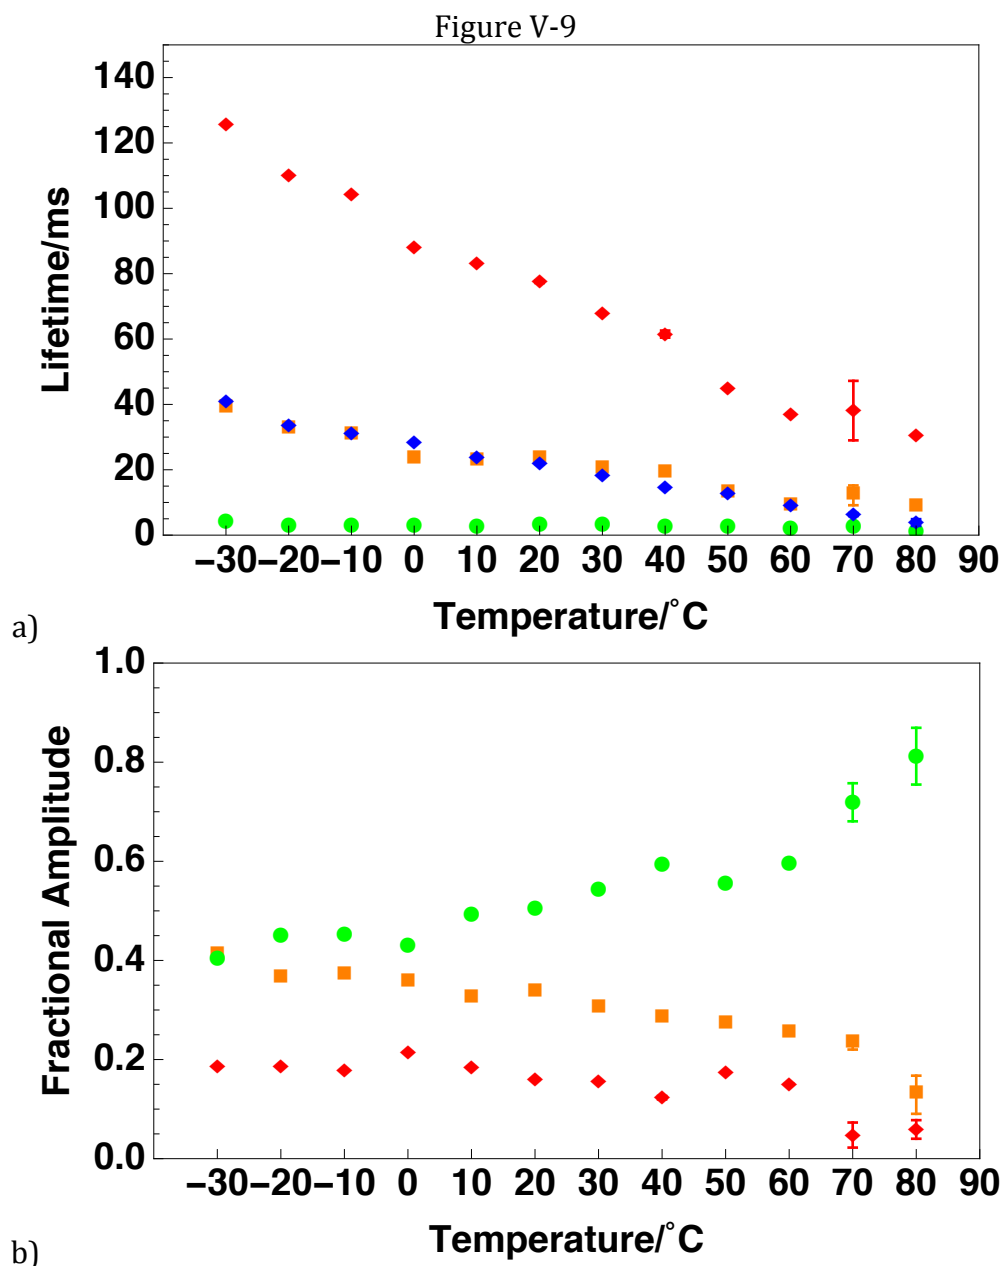 Figure V-9
140
120
100
80
60
40
20
0
Lifetime/ms
−30 −20 −10 0 10 20 30 40 50 60 70 80 90
Temperature/˚C
a)
1.0
0.8
0.6
0.4
0.2
0.0
Fractional Amplitude
−30 −20 −10 0 10 20 30 40 50 60 70 80 90
Temperature/˚C
b)